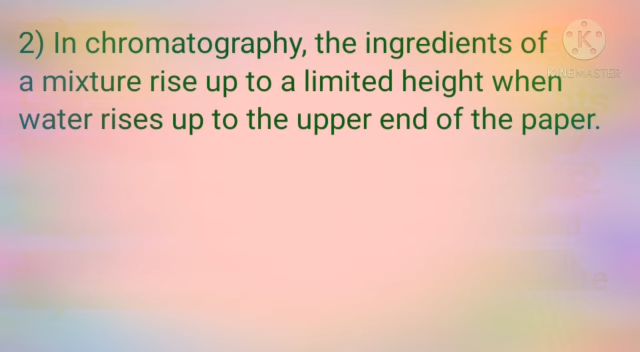 2) In chromatography, the ingredients of
a mixture rise up to a limited height when
water rises up to the upper end of the paper.
K
KINEMASTER